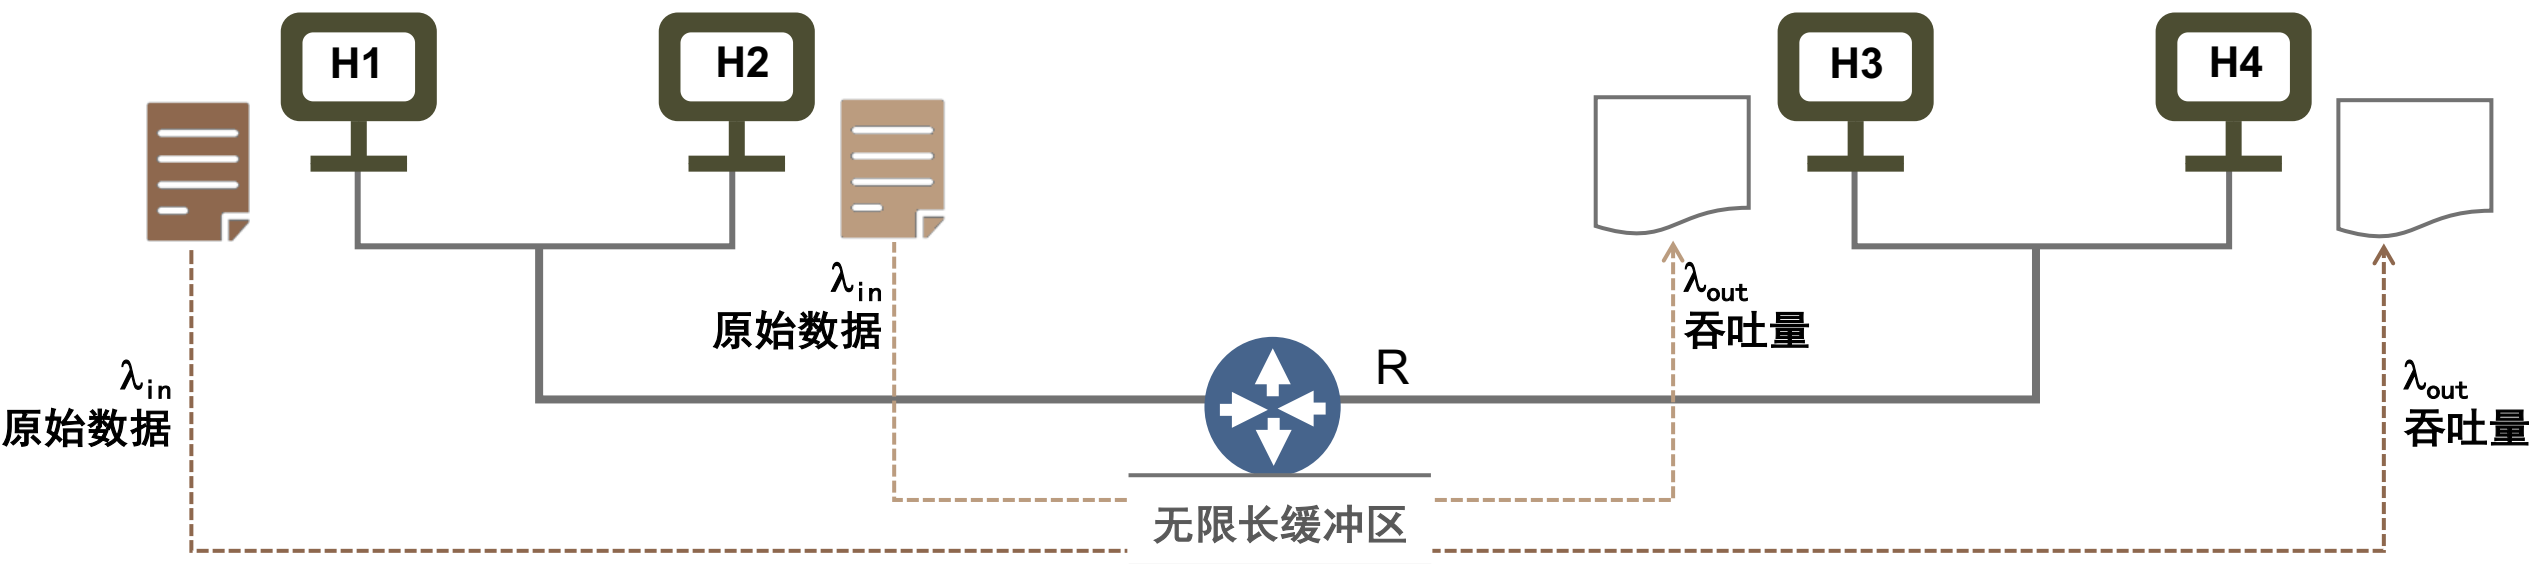 H1
H2
H3
H4
λin
原始数据
λout
吞吐量
R
λin
原始数据
λout
吞吐量
无限长缓冲区